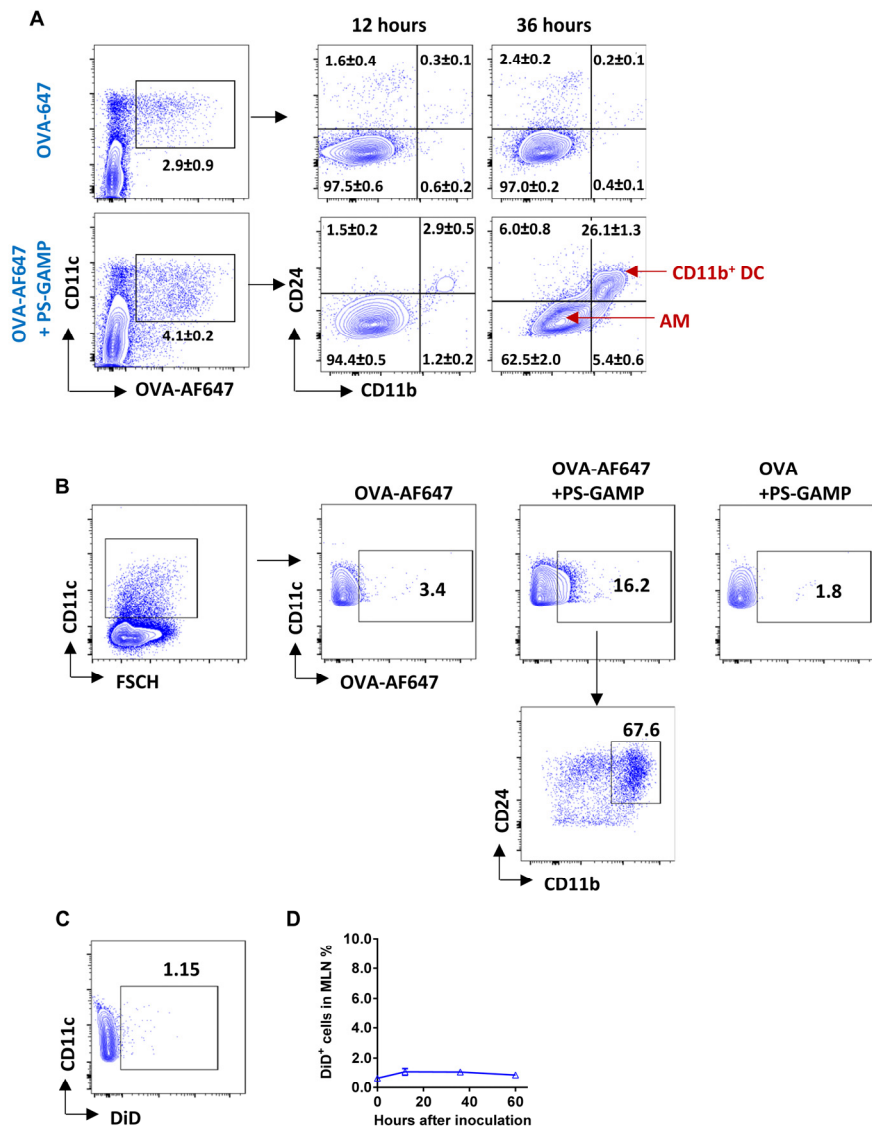 A
12 hours
36 hours
OVA-647
1.6±0.4
0.3±0.1
2.4±0.2
0.2±0.1
2.9±0.9
97.5±0.6
0.6±0.2
97.0±0.2
0.4±0.1
OVA-AF647
+ PS-GAMP
CD11c
4.1±0.2
OVA-AF647
CD24
1.5±0.2
2.9±0.5
6.0±0.8
26.1±1.3
CD11b+ DC
AM
94.4±0.5
1.2±0.2
62.5±2.0
5.4±0.6
CD11b
B
OVA-AF647
OVA-AF647
+PS-GAMP
OVA
+PS-GAMP
CD11c
FSCH
CD11c
3.4
16.2
1.8
OVA-AF647
67.6
CD24
CD11b
C
1.15
CD11c
DiD
D
DiD+ cells in MLN %
10.0
8.0
6.0
4.0
2.0
0.0
0 20 40 60
Hours after inoculation